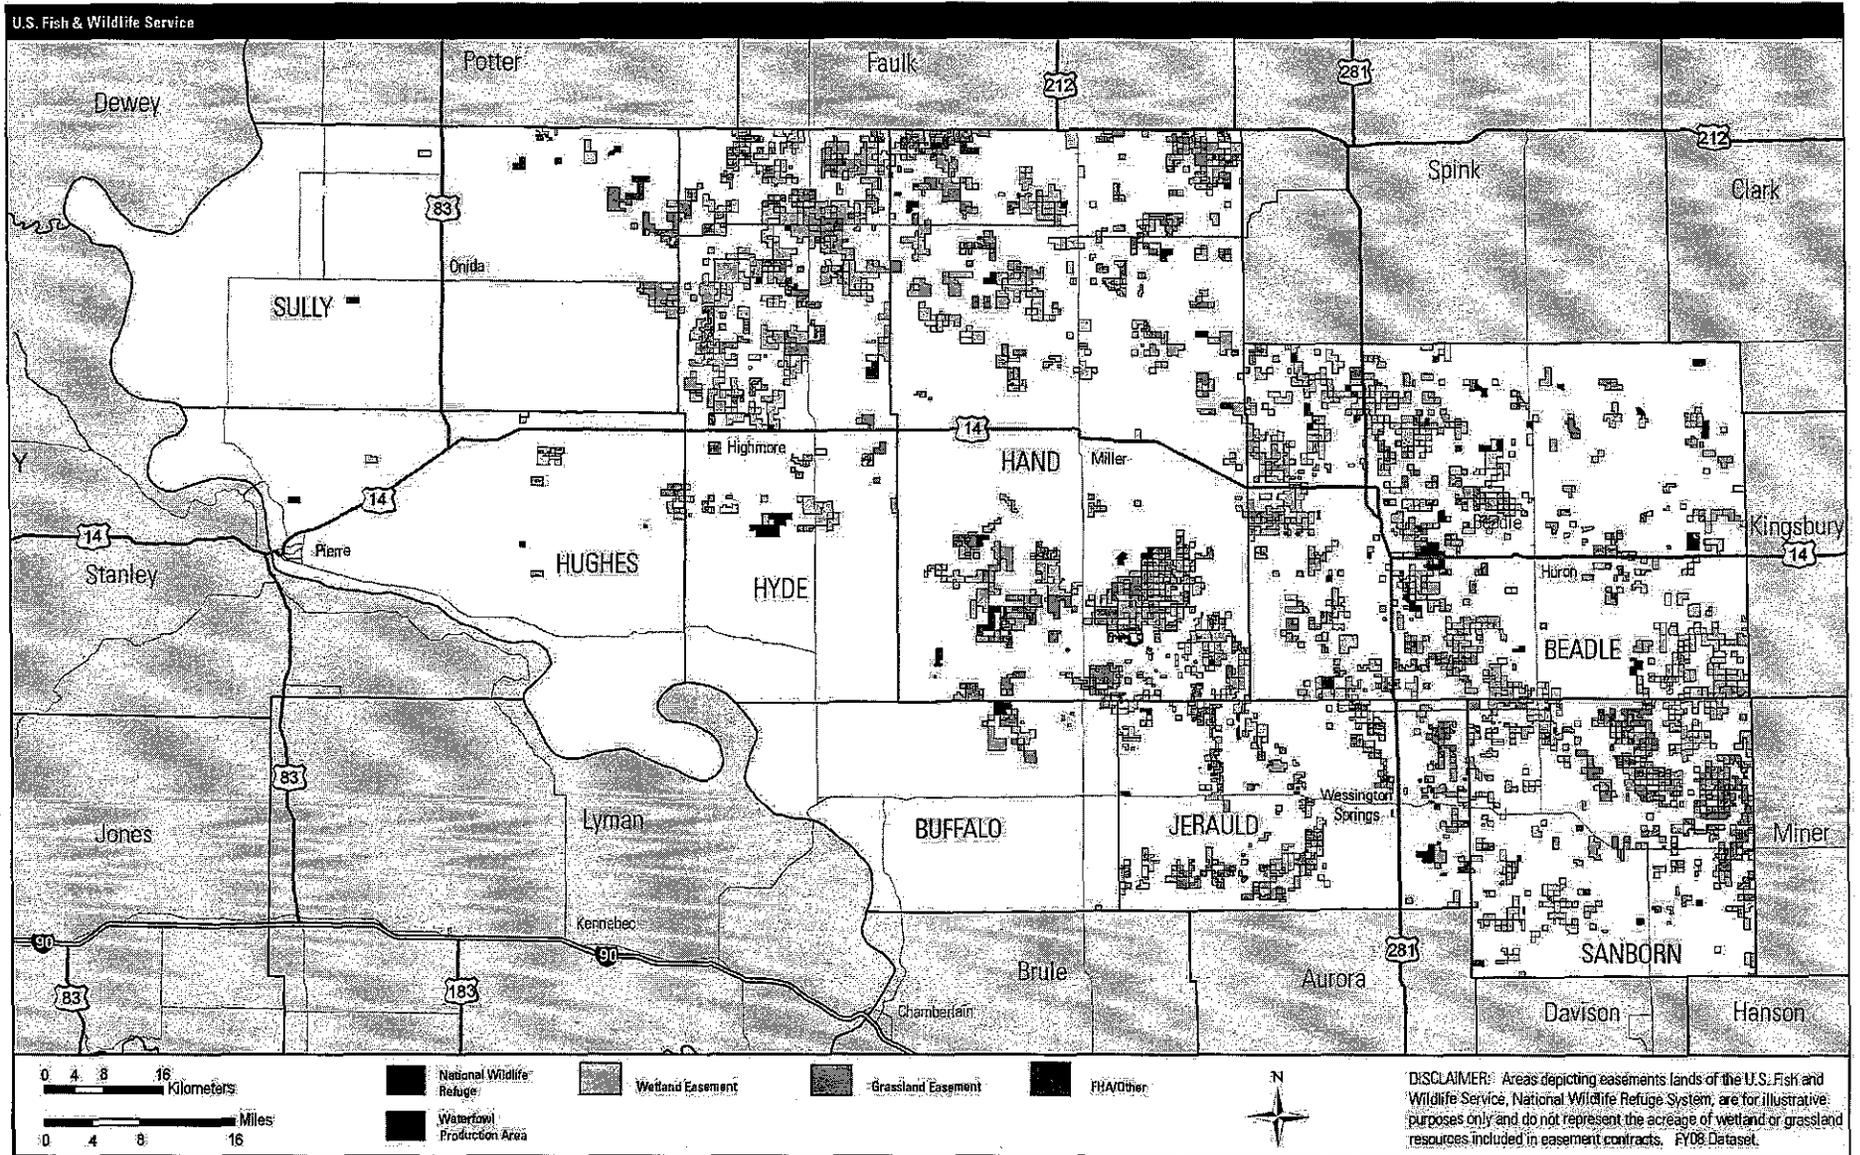 U.S. Fish & Wildlife Service
Potter
Faulk
212
281
Dewey
212
Spink
Clark
83
Onida
SULLY
14
Highmore
HAND
Miller
Y
14
Kingsbury
14
Pierre
14
Stanley
HUGHES
HYDE
Huron
BEADLE
83
Wessington
Springs
Jones
Lyman
BUFFALO
JERAULD
Miner
Kennebec
90
90
281
SANBORN
Brule
Aurora
83
183
Chamberlain
Davison
Hanson
0 4 8 16
Kilometers
Miles
0 4 8 16
National Wildlife
Refuge
Waterfowl
Production Area
Wetland Easement
Grassland Easement
FHA/Other
N
DISCLAIMER: Areas depicting easements lands of the U.S. Fish and
Wildlife Service, National Wildlife Refuge System, are for illustrative
purposes only and do not represent the acreage of wetland or grassland
resources included in easement contracts. FY08 Dataset.